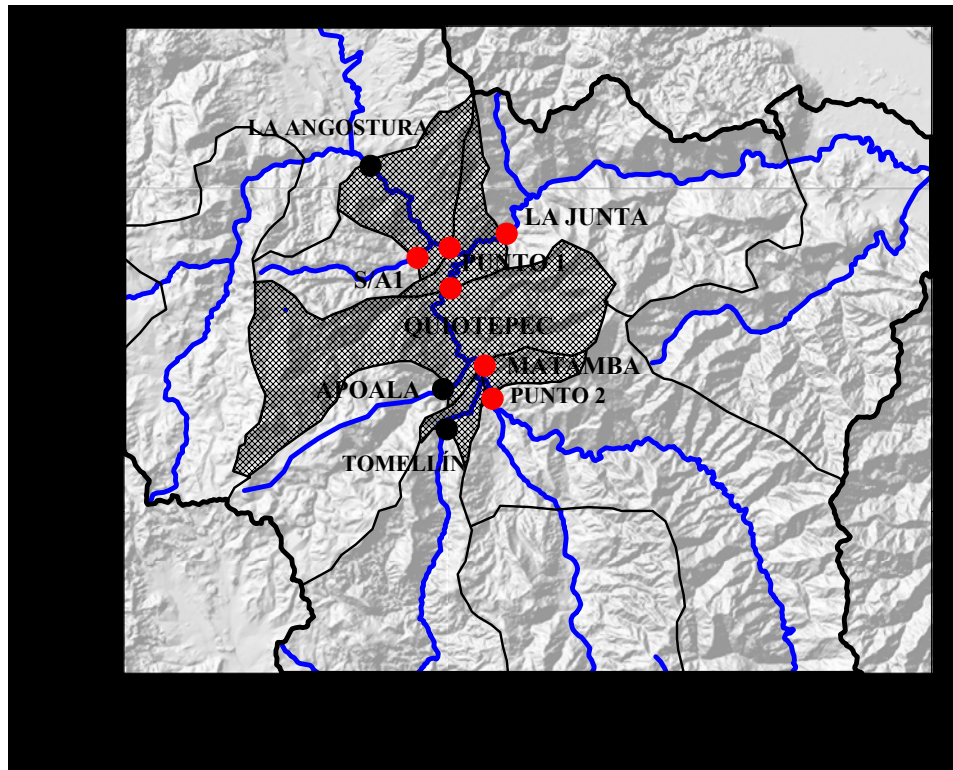 LA ANGOSTURA
LA JUNTA
PUNTO 1
S/A1
QUIOTEPEC
MATAMBA
APOALA
PUNTO 2
TOMELLÍN